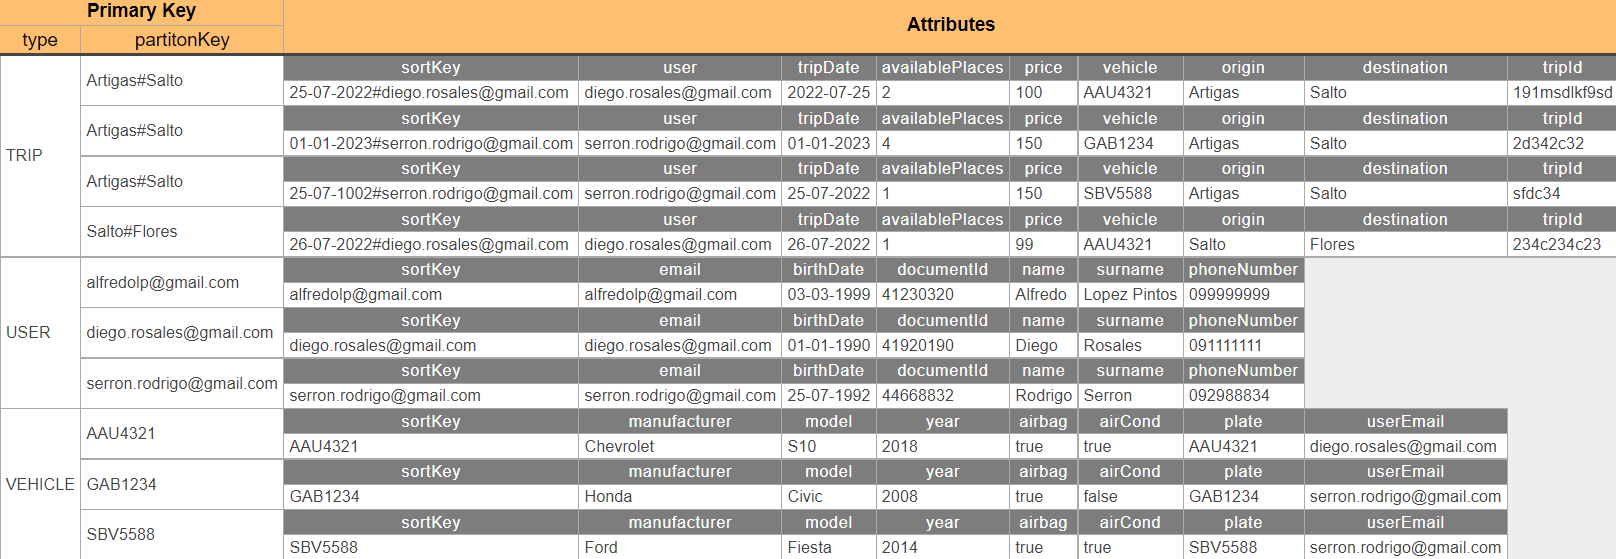 Primary Key
Attributes
type partitonKey
sortKey user tripDate availablePlaces price vehicle origin destination tripId
Artigas#Salto
25-07-2022#diego.rosales@gmail.com diego.rosales@gmail.com 2022-07-25 2 100 AAU4321 Artigas Salto 191msdlkf9sd
sortKey user tripDate availablePlaces price vehicle origin destination tripId
Artigas#Salto
01-01-2023#serron.rodrigo@gmail.com serron.rodrigo@gmail.com 01-01-2023 4 150 GAB1234 Artigas Salto 2d342c32
TRIP
sortKey user tripDate availablePlaces price vehicle origin destination tripId
Artigas#Salto
25-07-1002#serron.rodrigo@gmail.com serron.rodrigo@gmail.com 25-07-2022 1 150 SBV5588 Artigas Salto sfdc34
sortKey user tripDate availablePlaces price vehicle origin destination tripId
Salto#Flores
26-07-2022#diego.rosales@gmail.com diego.rosales@gmail.com 26-07-2022 1 99 AAU4321 Salto Flores 234c234c23
sortKey email birthDate documentId name surname phoneNumber
alfredolp@gmail.com
alfredolp@gmail.com alfredolp@gmail.com 03-03-1999 41230320 Alfredo Lopez Pintos 099999999
sortKey email birthDate documentId name surname phoneNumber
USER diego.rosales@gmail.com
diego.rosales@gmail.com diego.rosales@gmail.com 01-01-1990 41920190 Diego Rosales 091111111
sortKey email birthDate documentId name surname phoneNumber
serron.rodrigo@gmail.com
serron.rodrigo@gmail.com serron.rodrigo@gmail.com 25-07-1992 44668832 Rodrigo Serron 092988834
sortKey manufacturer model year airbag airCond plate userEmail
AAU4321
AAU4321 Chevrolet S10 2018 true true AAU4321 diego.rosales@gmail.com
sortKey manufacturer model year airbag airCond plate userEmail
VEHICLE GAB1234
GAB1234 Honda Civic 2008 true false GAB1234 serron.rodrigo@gmail.com
sortKey manufacturer model year airbag airCond plate userEmail
SBV5588
SBV5588 Ford Fiesta 2014 true true SBV5588 serron.rodrigo@gmail.com